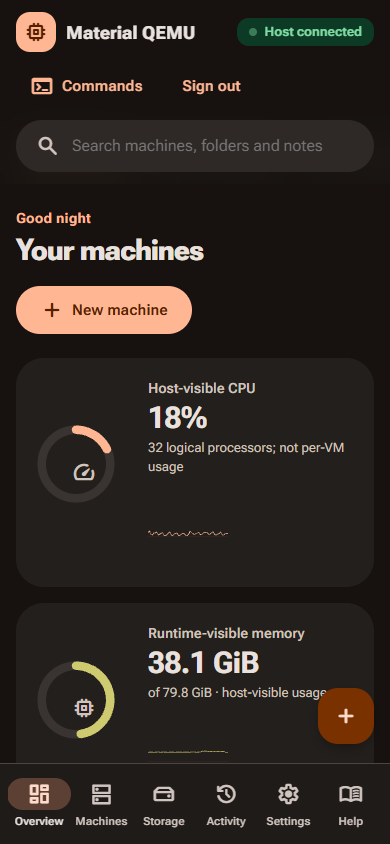 Material QEMU
Host connected
Commands
Sign out
Search machines, folders and notes
Good night
Your machines
New machine
Host-visible CPU
18%
32 logical processors; not per-VM
usage
Runtime-visible memory
38.1 GiB
of 79.8 GiB · host-visible usage
Overview
Machines
Storage
Activity
Settings
Help